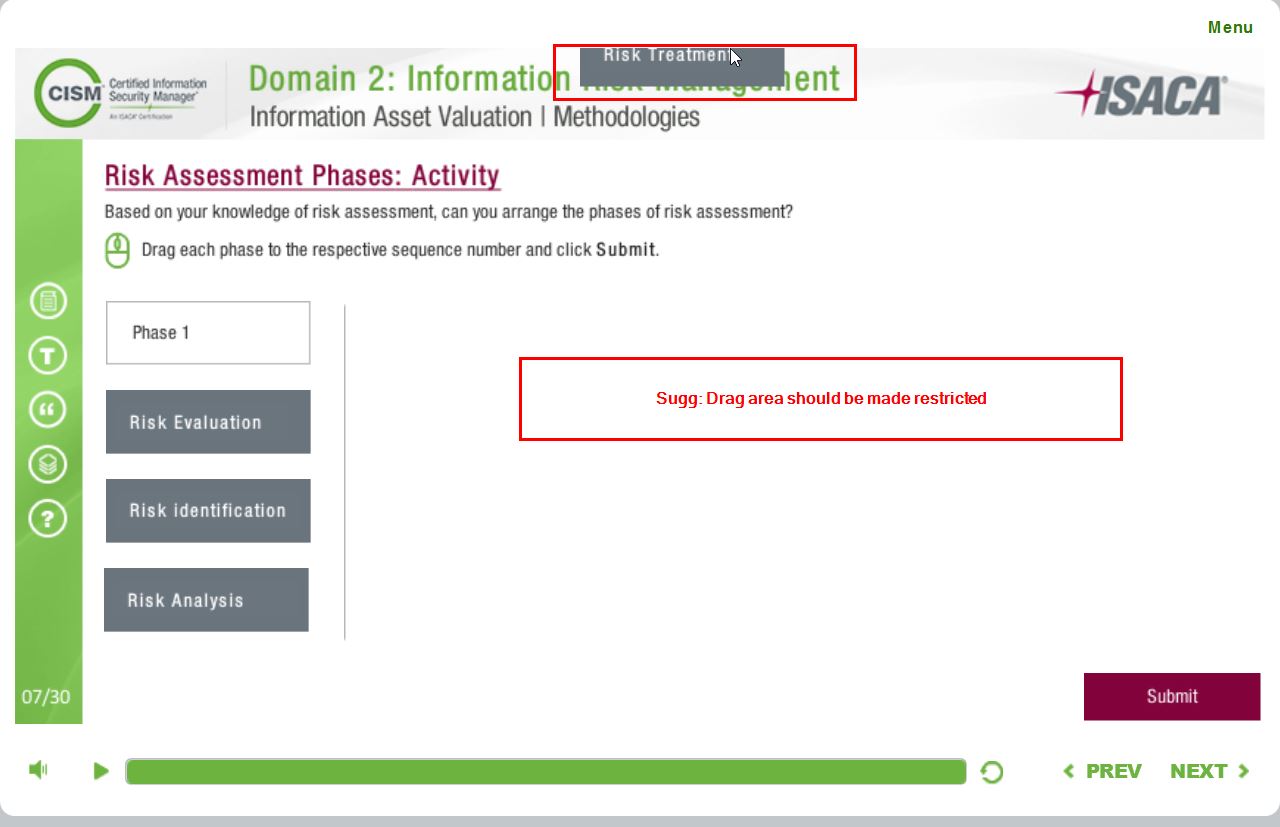 Menu
Risk Treatment
CISM
Certified Information
Security Manager®
An ISACA® Certification
Domain 2: Information Risk Management
Information Asset Valuation | Methodologies
ISACA®
Risk Assessment Phases: Activity
Based on your knowledge of risk assessment, can you arrange the phases of risk assessment?
Drag each phase to the respective sequence number and click Submit.
Phase 1
Sugg: Drag area should be made restricted
Risk Evaluation
Risk identification
Risk Analysis
T
“
?
07/30
Submit
PREV
NEXT